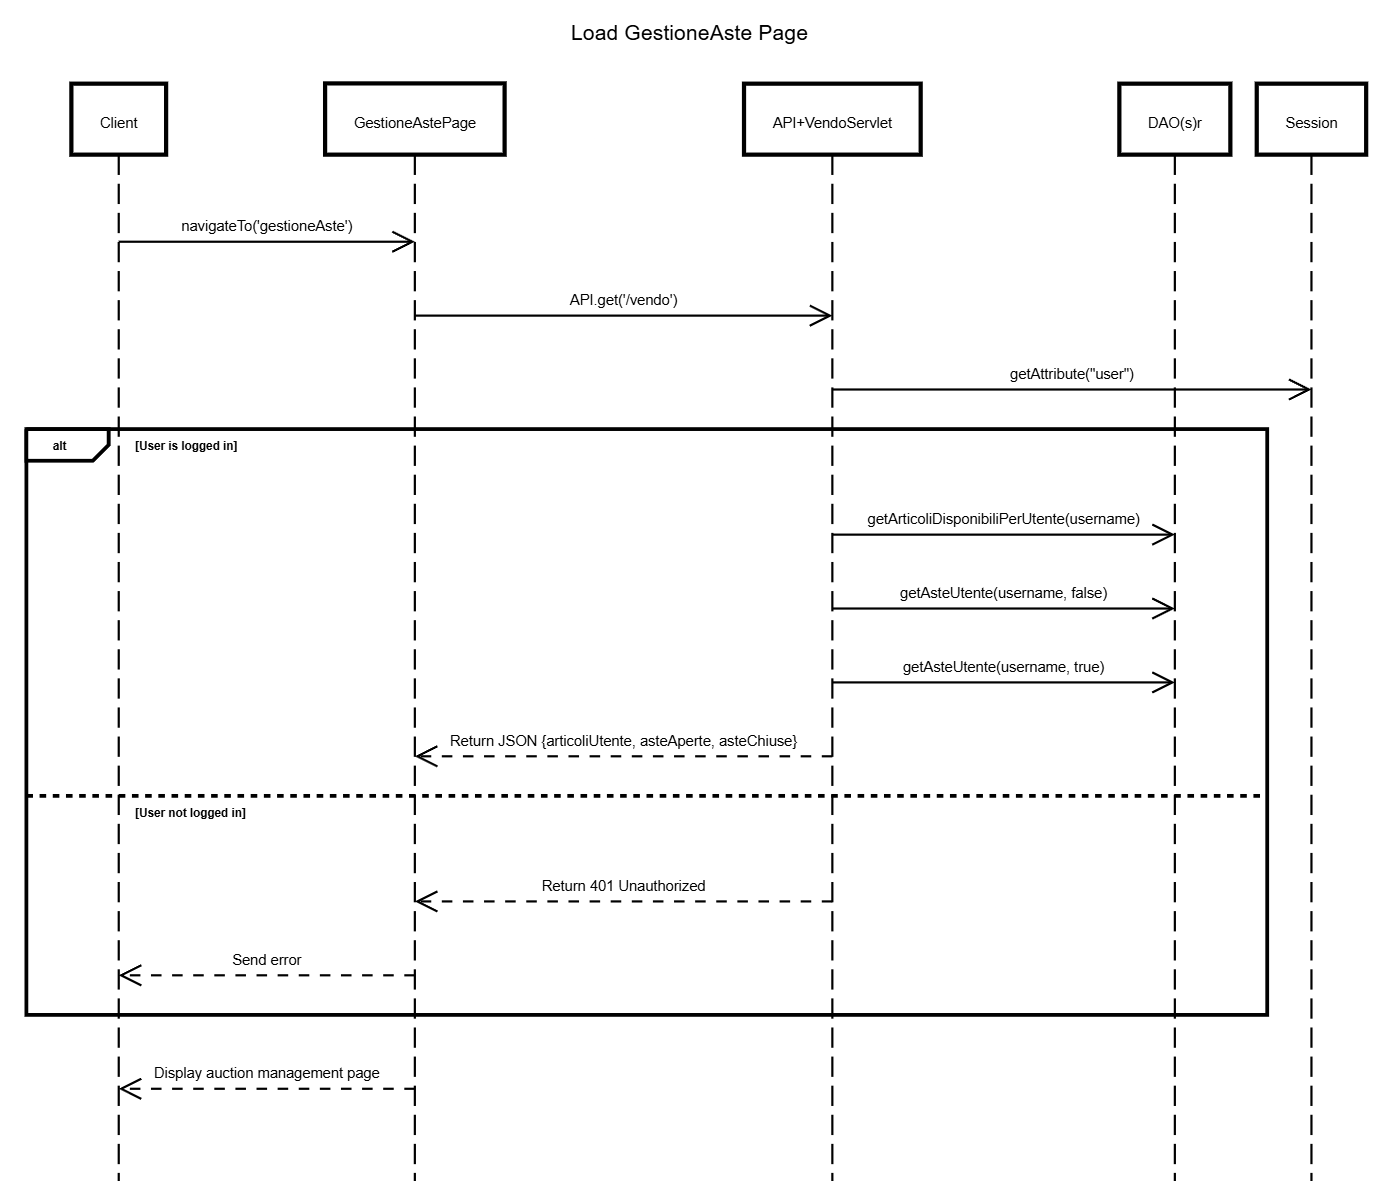 Load GestioneAste Page
Client
GestioneAstePage
API+VendoServlet
DAO(s)r
Session
navigateTo('gestioneAste')
API.get('/vendo')
getAttribute("user")
alt
[User is logged in]
getArticoliDisponibiliPerUtente(username)
getAsteUtente(username, false)
getAsteUtente(username, true)
Return JSON {articoliUtente, asteAperte, asteChiuse}
[User not logged in]
Return 401 Unauthorized
Send error
Display auction management page